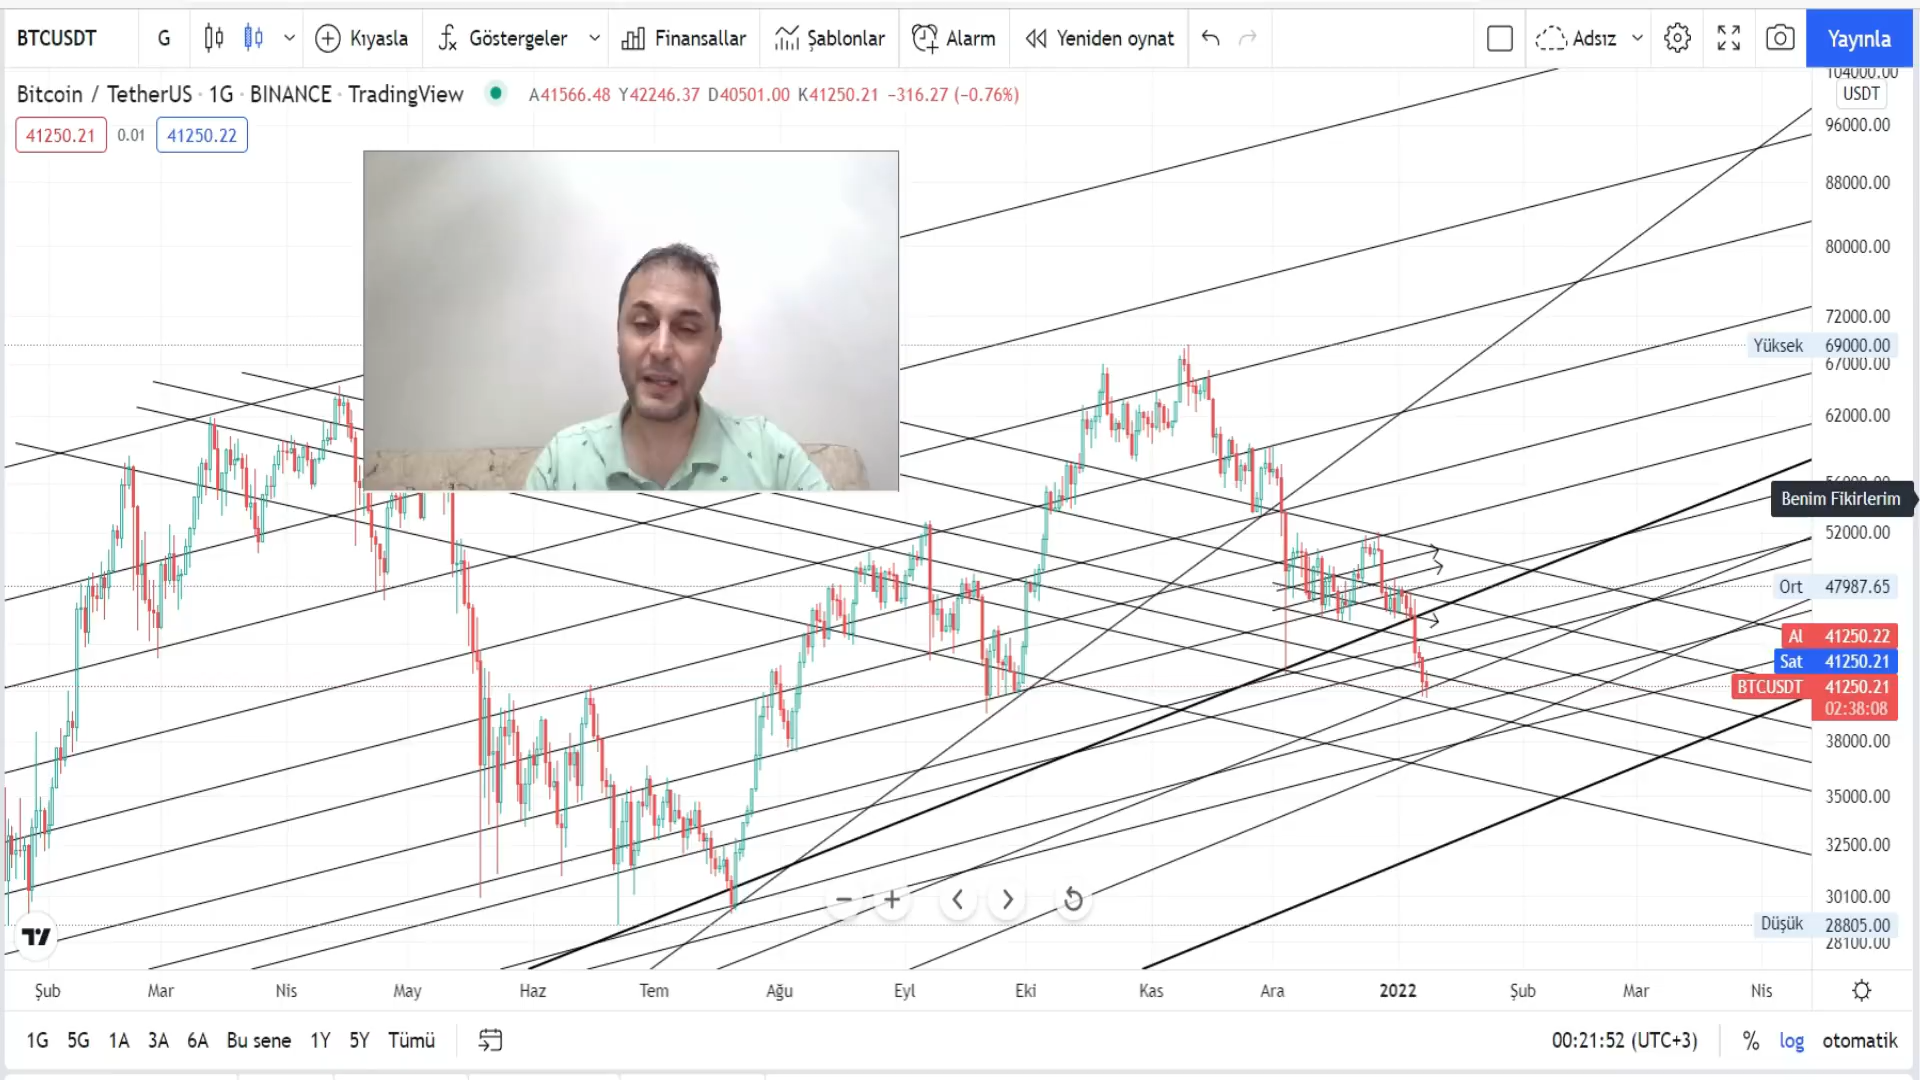 BTCUSDT G Kıyasla Göstergeler Finansallar Şablonlar Alarm Yeniden oynat Adsız Yayınla
Bitcoin / TetherUS · 1G · BINANCE · TradingView A41566.48 Y42246.37 D40501.00 K41250.21 −316.27 (−0.76%)
41250.21 0.01 41250.22
104000.00
USDT
96000.00
88000.00
80000.00
72000.00
Yüksek 69000.00
67000.00
62000.00
Benim Fikirlerim
52000.00
Ort 47987.65
Al 41250.22
Sat 41250.21
BTCUSDT 41250.21
02:38:08
38000.00
35000.00
32500.00
30100.00
Düşük 28805.00
28100.00
Şub Mar Nis May Haz Tem Ağu Eyl Eki Kas Ara 2022 Şub Mar Nis
1G 5G 1A 3A 6A Bu sene 1Y 5Y Tümü 00:21:52 (UTC+3) % log otomatik